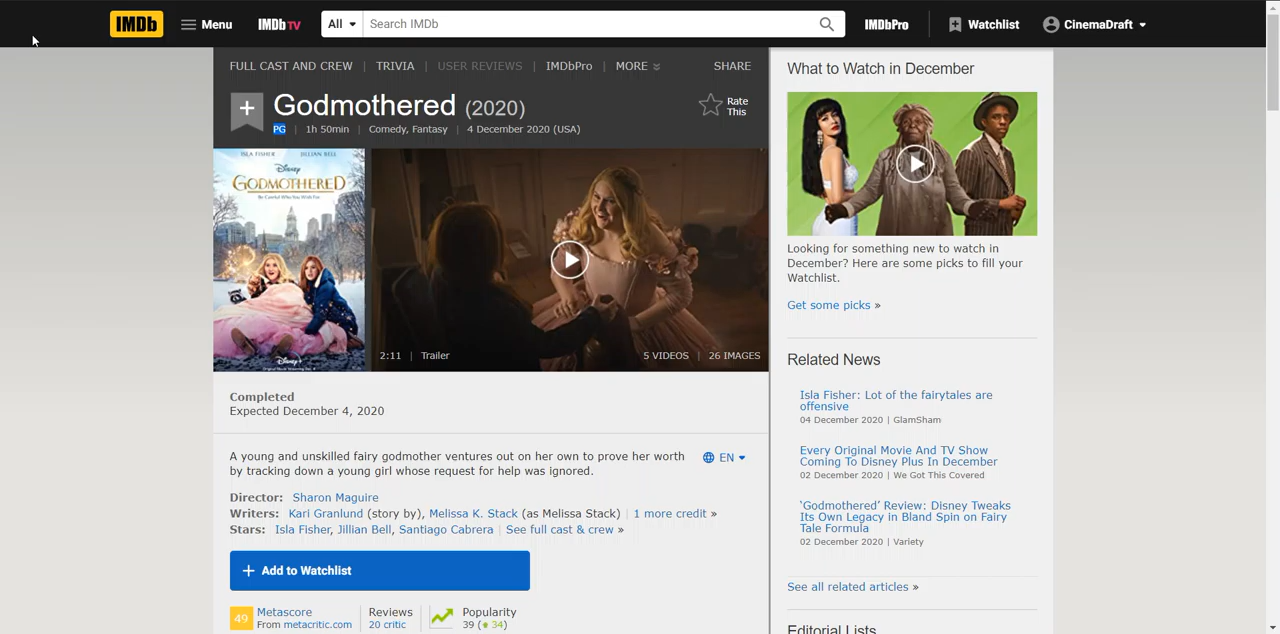 IMDb
Menu
IMDb TV
All
Search IMDb
IMDbPro
Watchlist
CinemaDraft
FULL CAST AND CREW | TRIVIA | USER REVIEWS | IMDbPro | MORE
SHARE
+
Godmothered (2020)
Rate
This
PG | 1h 50min | Comedy, Fantasy | 4 December 2020 (USA)
ISLA FISHER JILLIAN BELL
Disney
GODMOTHERED
Be Careful Who You Wish For.
Disney+
2:11 | Trailer
5 VIDEOS | 26 IMAGES
Completed
Expected December 4, 2020
A young and unskilled fairy godmother ventures out on her own to prove her worth
by tracking down a young girl whose request for help was ignored.
EN
Director: Sharon Maguire
Writers: Kari Granlund (story by), Melissa K. Stack (as Melissa Stack) | 1 more credit »
Stars: Isla Fisher, Jillian Bell, Santiago Cabrera | See full cast & crew »
+ Add to Watchlist
49
Metascore
From metacritic.com
Reviews
20 critic
Popularity
39 (34)
What to Watch in December
Looking for something new to watch in
December? Here are some picks to fill your
Watchlist.
Get some picks »
Related News
Isla Fisher: Lot of the fairytales are
offensive
04 December 2020 | GlamSham
Every Original Movie And TV Show
Coming To Disney Plus In December
02 December 2020 | We Got This Covered
‘Godmothered’ Review: Disney Tweaks
Its Own Legacy in Bland Spin on Fairy
Tale Formula
02 December 2020 | Variety
See all related articles »
Editorial Lists